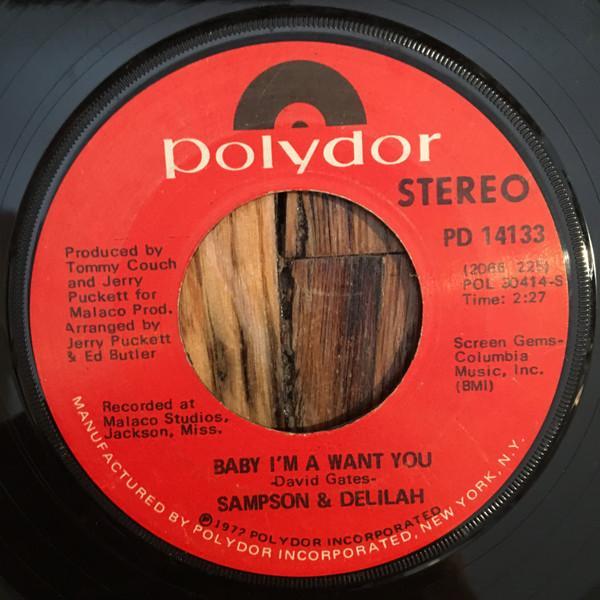 polydor
STEREO
PD 14133
(2066 225)
POL 30414-S
Time: 2:27
Produced by
Tommy Couch
and Jerry
Puckett for
Malaco Prod.
Arranged by
Jerry Puckett
& Ed Butler
Screen Gems-
Columbia
Music, Inc.
(BMI)
Recorded at
Malaco Studios,
Jackson, Miss.
BABY I'M A WANT YOU
-David Gates-
SAMPSON & DELILAH
℗1972 POLYDOR INCORPORATED
MANUFACTURED BY POLYDOR INCORPORATED, NEW YORK, N.Y.